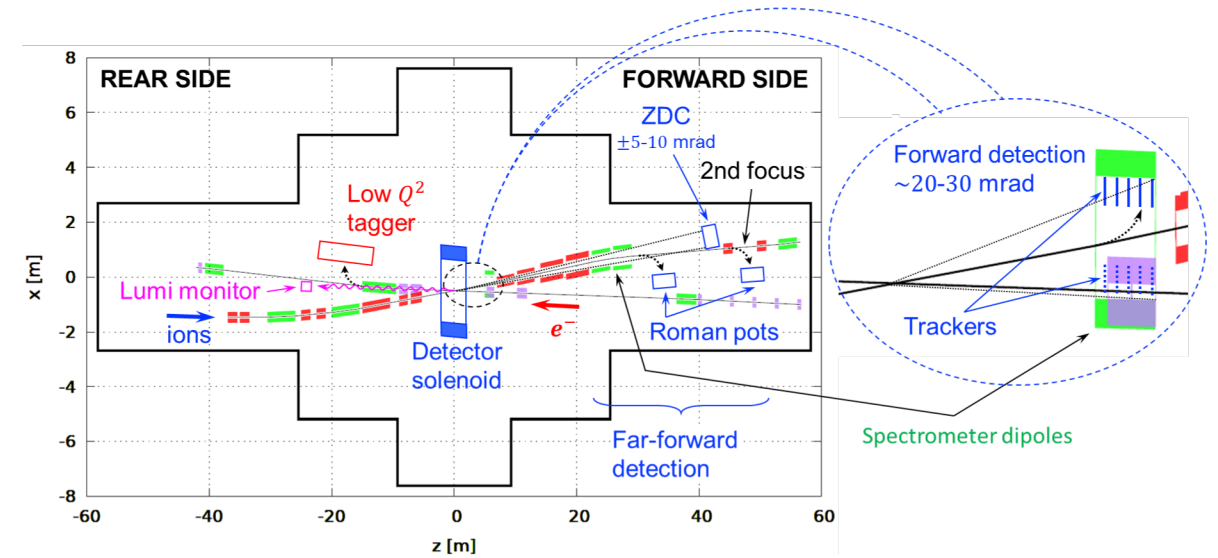 REAR SIDE
FORWARD SIDE
ZDC
±5-10 mrad
2nd focus
Low Q²
tagger
Lumi monitor
ions
Detector
solenoid
e⁻
Roman pots
Far-forward
detection
Forward detection
~20-30 mrad
Trackers
Spectrometer dipoles
x [m]
8
6
4
2
0
-2
-4
-6
-8
-60
-40
-20
0
20
40
60
z [m]